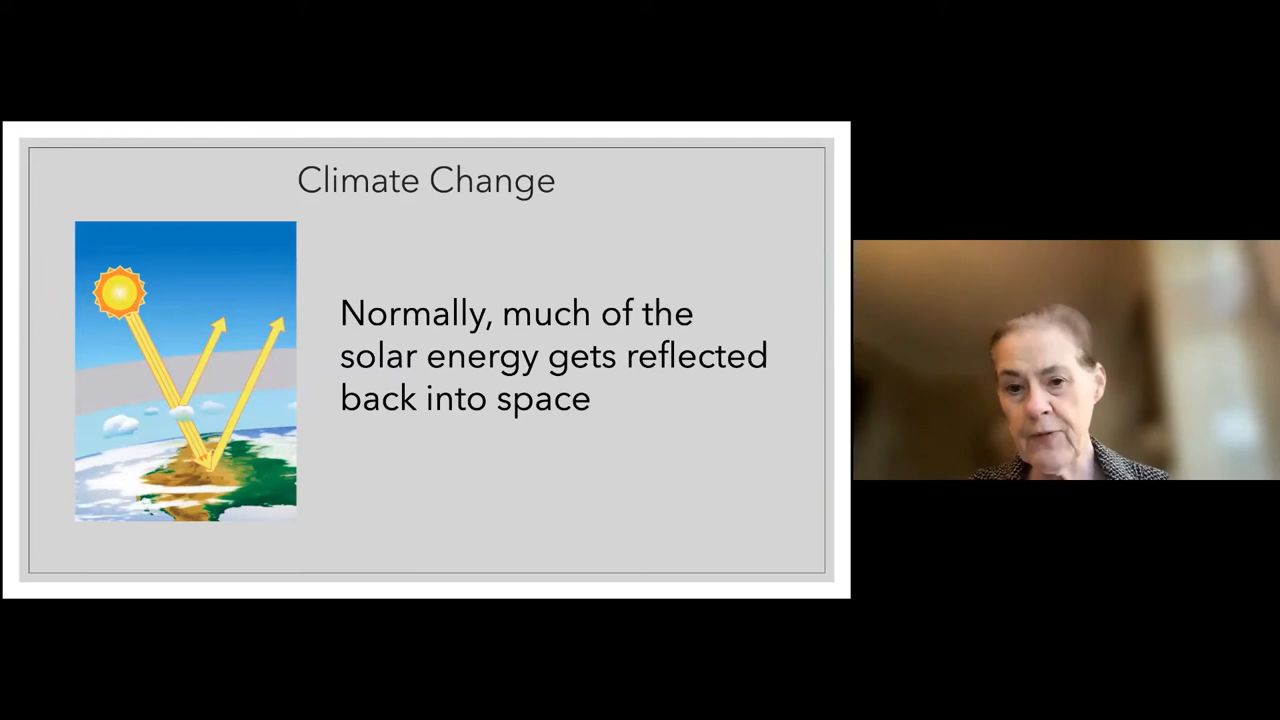 Climate Change
Normally, much of the
solar energy gets reflected
back into space